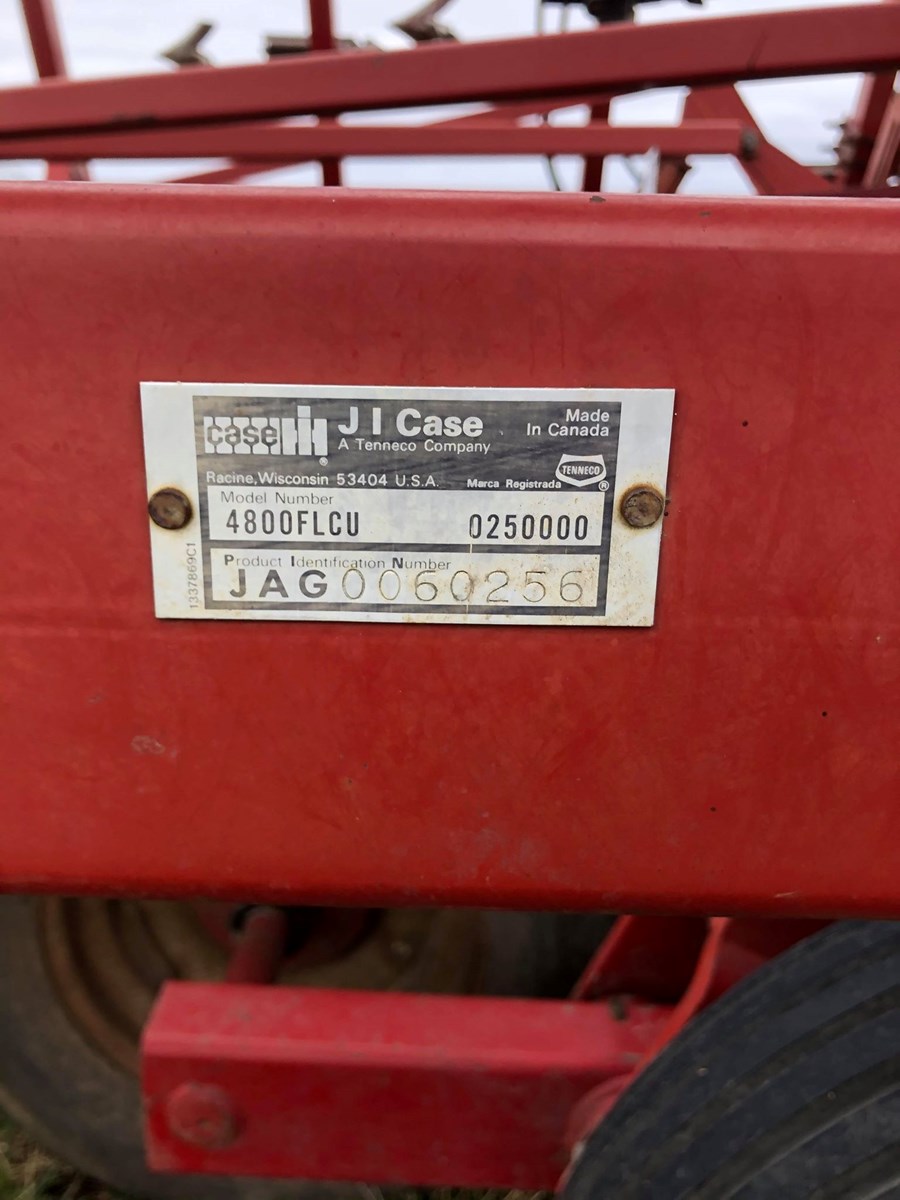 case IH ®
J I Case
A Tenneco Company
Made
In Canada
Racine, Wisconsin 53404 U.S.A.
Marca Registrada
TENNECO ®
Model Number
4800FLCU 0250000
Product Identification Number
JAG0060256
1337869C1